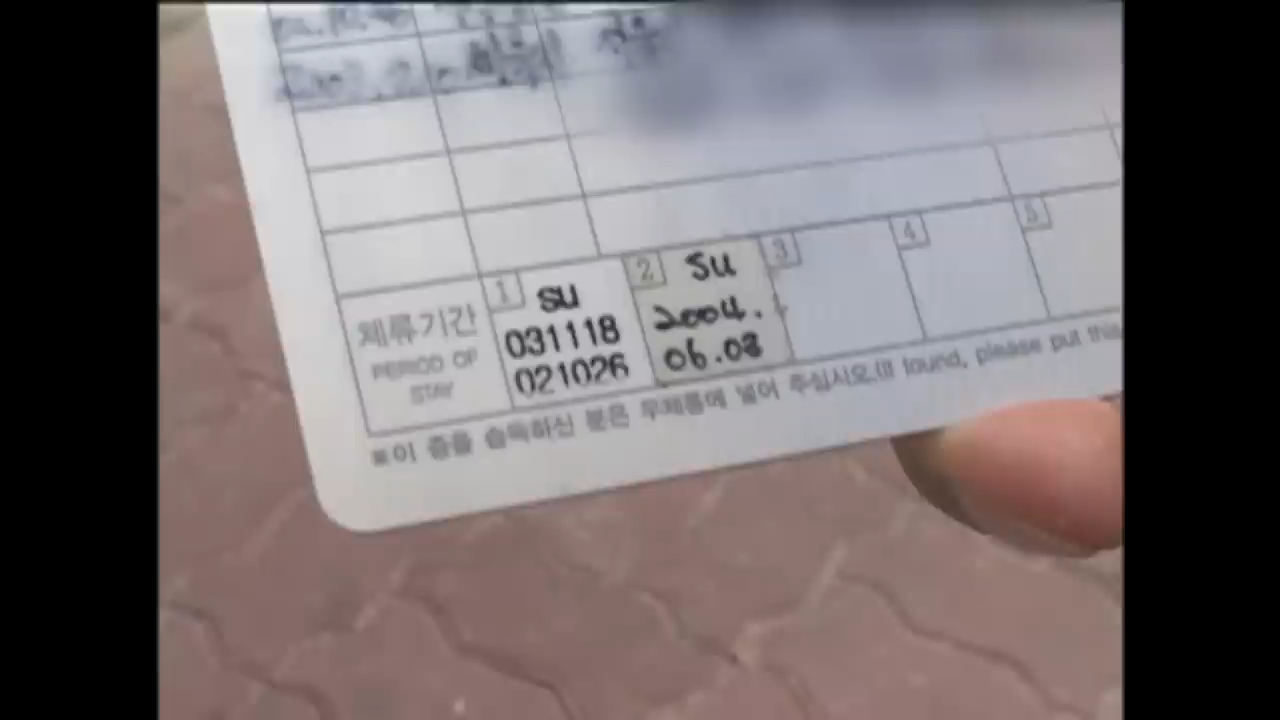 체류기간
PERIOD OF
STAY
1 SU
031118
021026
2 SU
2004.
06.08
3
4
5
※이 증을 습득하신 분은 우체통에 넣어 주십시오.(If found, please put this